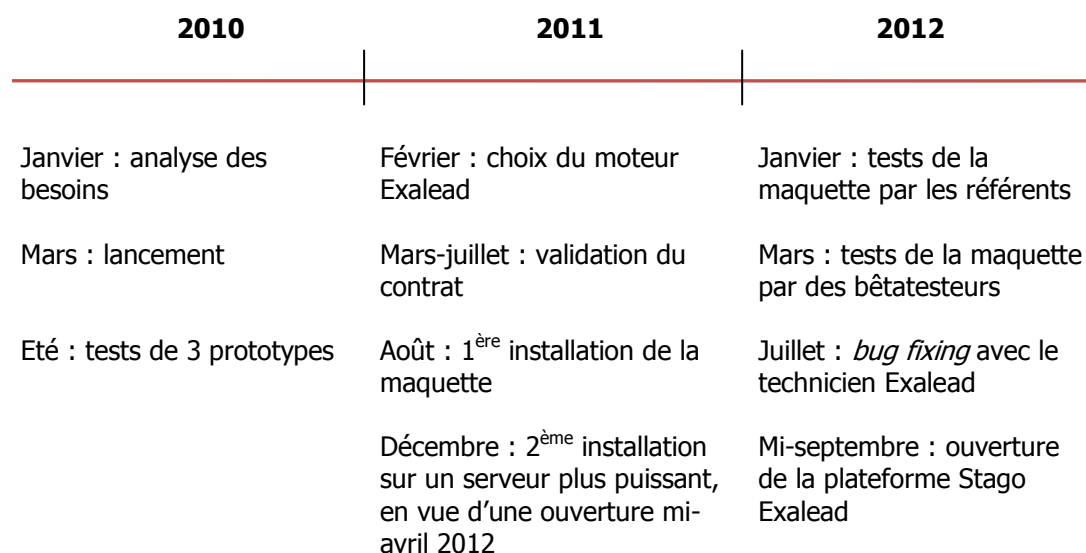 2010
2011
2012
Janvier : analyse des
besoins
Mars : lancement
Eté : tests de 3 prototypes
Février : choix du moteur
Exalead
Mars-juillet : validation du
contrat
Août : 1ère installation de la
maquette
Décembre : 2ème installation
sur un serveur plus puissant,
en vue d’une ouverture mi-
avril 2012
Janvier : tests de la
maquette par les référents
Mars : tests de la maquette
par des bêtatesteurs
Juillet : bug fixing avec le
technicien Exalead
Mi-septembre : ouverture
de la plateforme Stago
Exalead